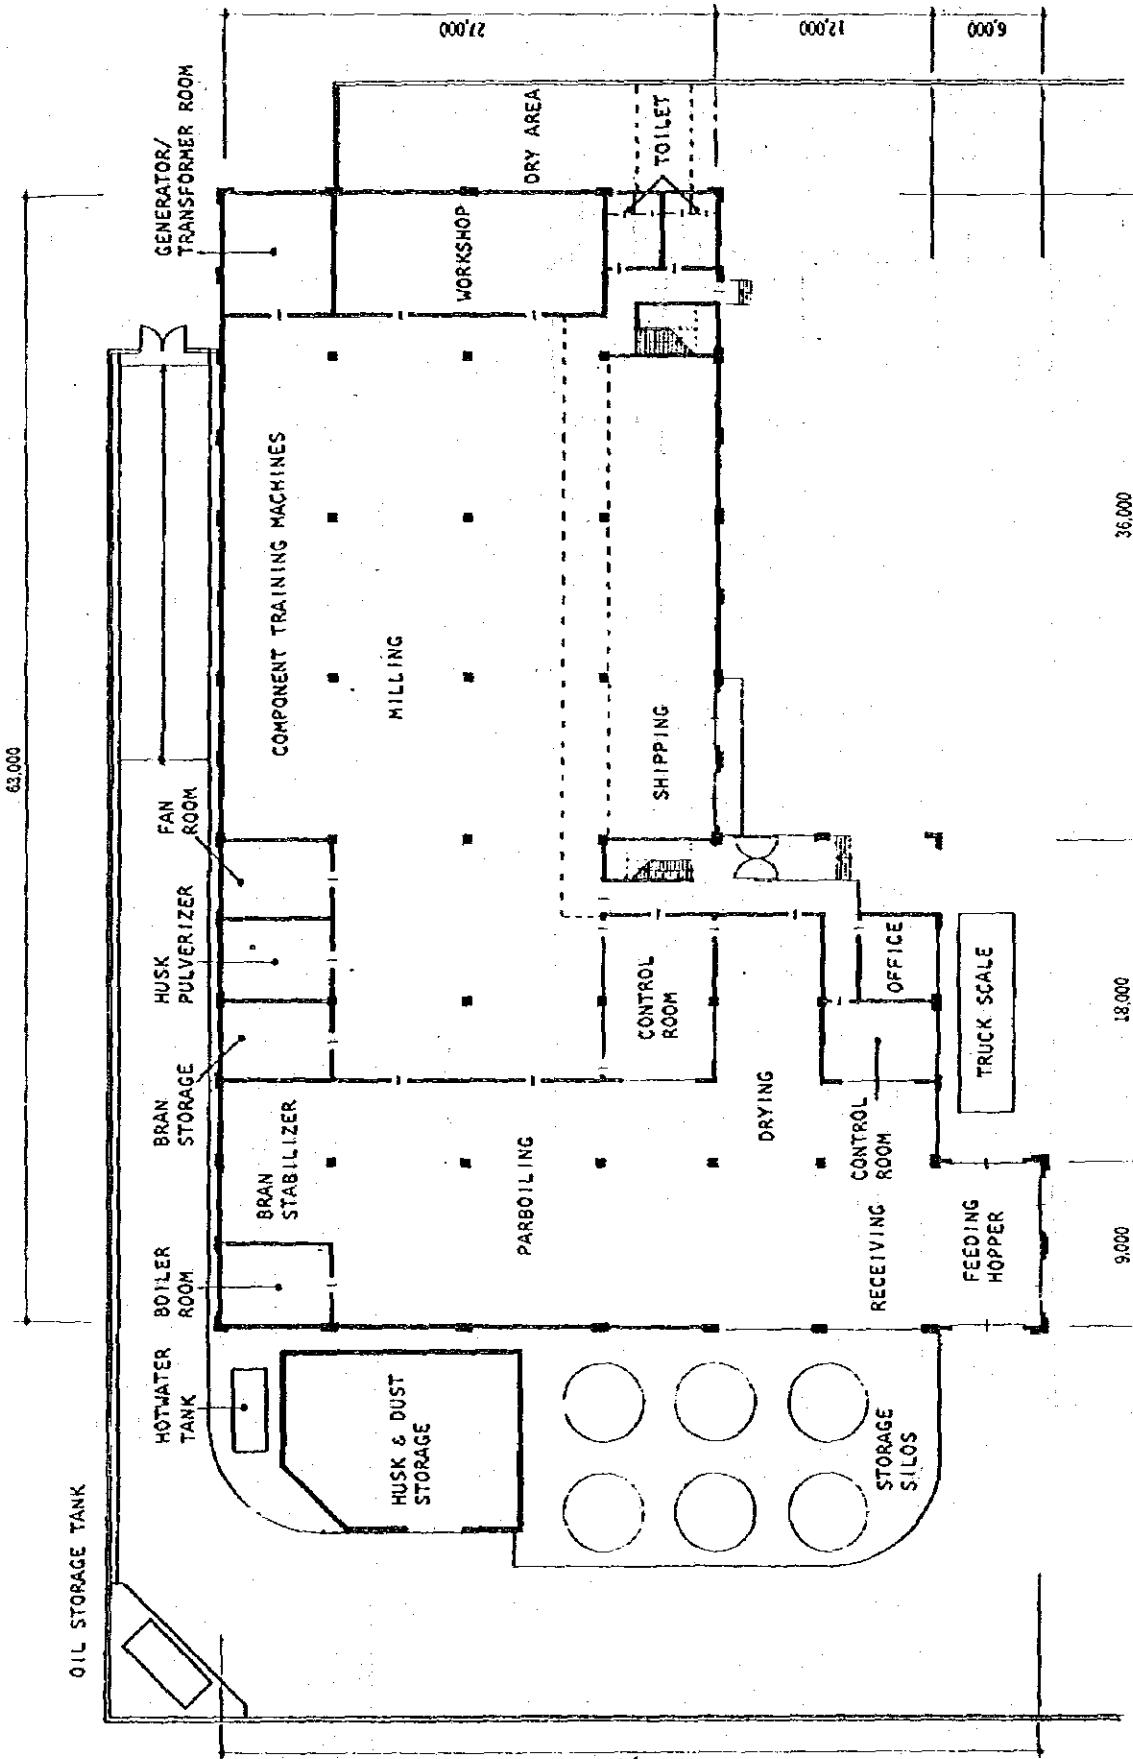 63,000
OIL STORAGE TANK
HOTWATER
TANK
BOILER
ROOM
BRAN
STORAGE
HUSK
PULVERIZER
FAN
ROOM
GENERATOR/
TRANSFORMER ROOM
BRAN
STABILIZER
COMPONENT TRAINING MACHINES
HUSK & DUST
STORAGE
MILLING
WORKSHOP
DRY AREA
27,000
PARBOILING
CONTROL
ROOM
SHIPPING
TOILET
DRYING
12,000
STORAGE
SILOS
RECEIVING
CONTROL
ROOM
OFFICE
FEEDING
HOPPER
TRUCK SCALE
6,000
9,000
18,000
36,000